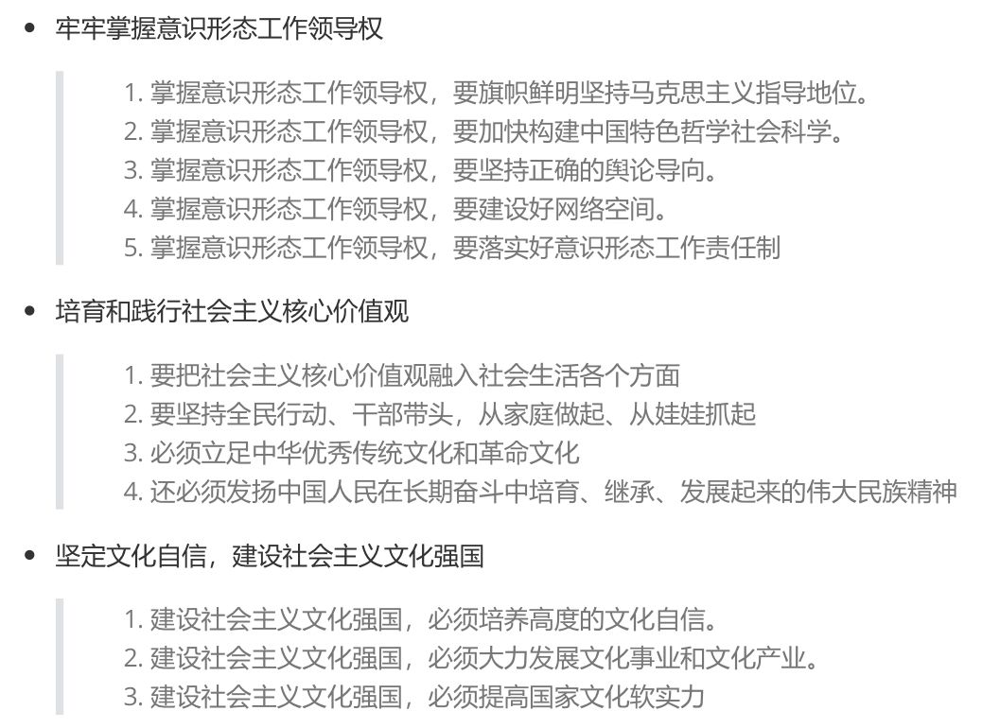 • 牢牢掌握意识形态工作领导权
1. 掌握意识形态工作领导权，要旗帜鲜明坚持马克思主义指导地位。
2. 掌握意识形态工作领导权，要加快构建中国特色哲学社会科学。
3. 掌握意识形态工作领导权，要坚持正确的舆论导向。
4. 掌握意识形态工作领导权，要建设好网络空间。
5. 掌握意识形态工作领导权，要落实好意识形态工作责任制
• 培育和践行社会主义核心价值观
1. 要把社会主义核心价值观融入社会生活各个方面
2. 要坚持全民行动、干部带头，从家庭做起、从娃娃抓起
3. 必须立足中华优秀传统文化和革命文化
4. 还必须发扬中国人民在长期奋斗中培育、继承、发展起来的伟大民族精神
• 坚定文化自信，建设社会主义文化强国
1. 建设社会主义文化强国，必须培养高度的文化自信。
2. 建设社会主义文化强国，必须大力发展文化事业和文化产业。
3. 建设社会主义文化强国，必须提高国家文化软实力